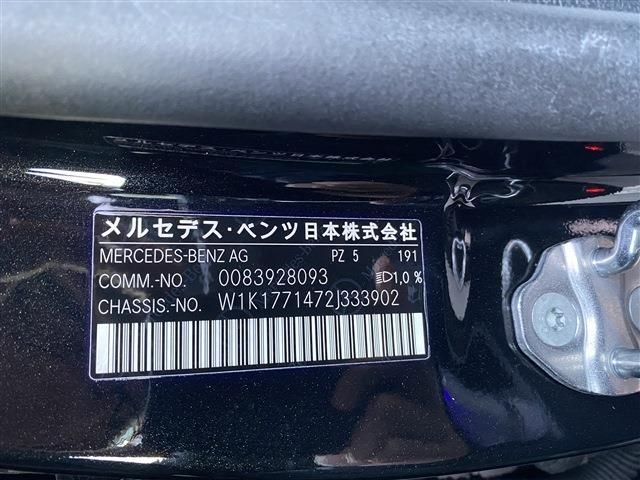 メルセデス・ベンツ日本株式会社
MERCEDES-BENZ AG PZ 5 191
COMM.-NO. 0083928093 1,0 %
CHASSIS.-NO. W1K1771472J333902